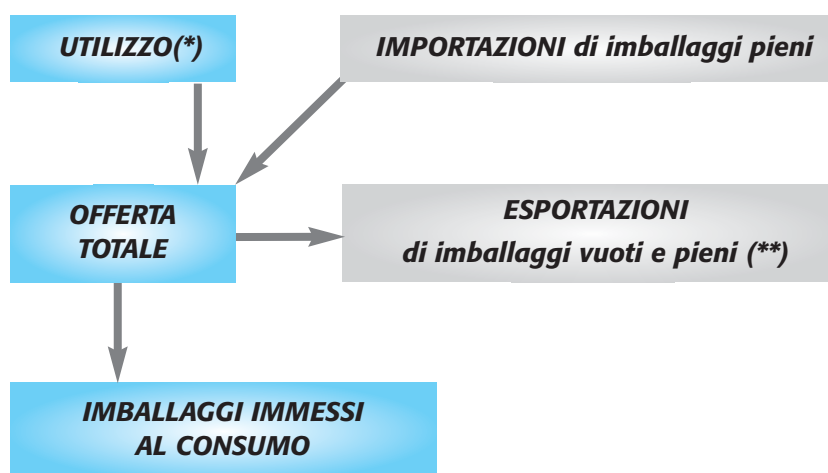 UTILIZZO(*)
IMPORTAZIONI di imballaggi pieni
OFFERTA
TOTALE
ESPORTAZIONI
di imballaggi vuoti e pieni (**)
IMBALLAGGI IMMESSI
AL CONSUMO